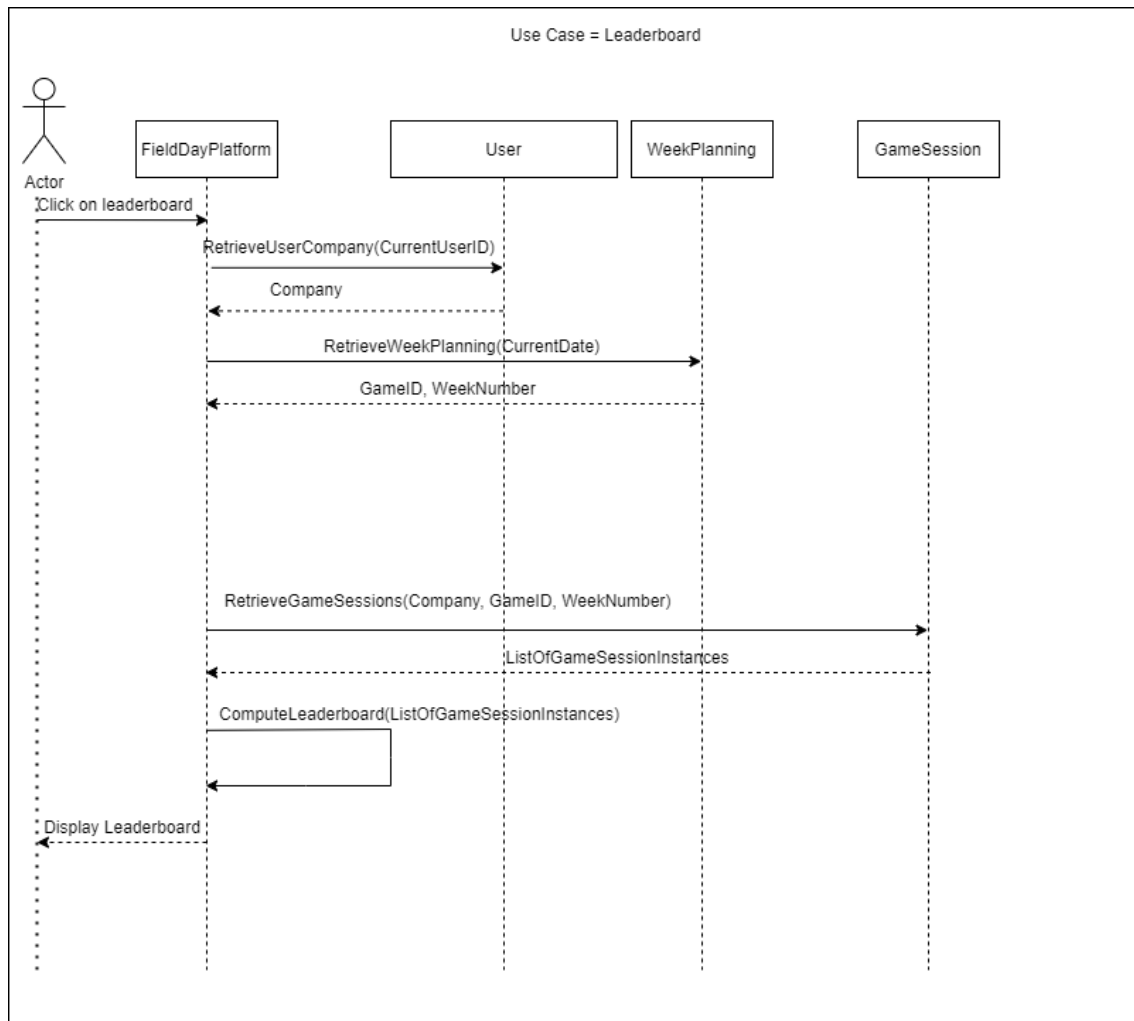 Use Case = Leaderboard
FieldDayPlatform
User
WeekPlanning
GameSession
Actor
Click on leaderboard
RetrieveUserCompany(CurrentUserID)
Company
RetrieveWeekPlanning(CurrentDate)
GameID, WeekNumber
RetrieveGameSessions(Company, GameID, WeekNumber)
ListOfGameSessionInstances
ComputeLeaderboard(ListOfGameSessionInstances)
Display Leaderboard